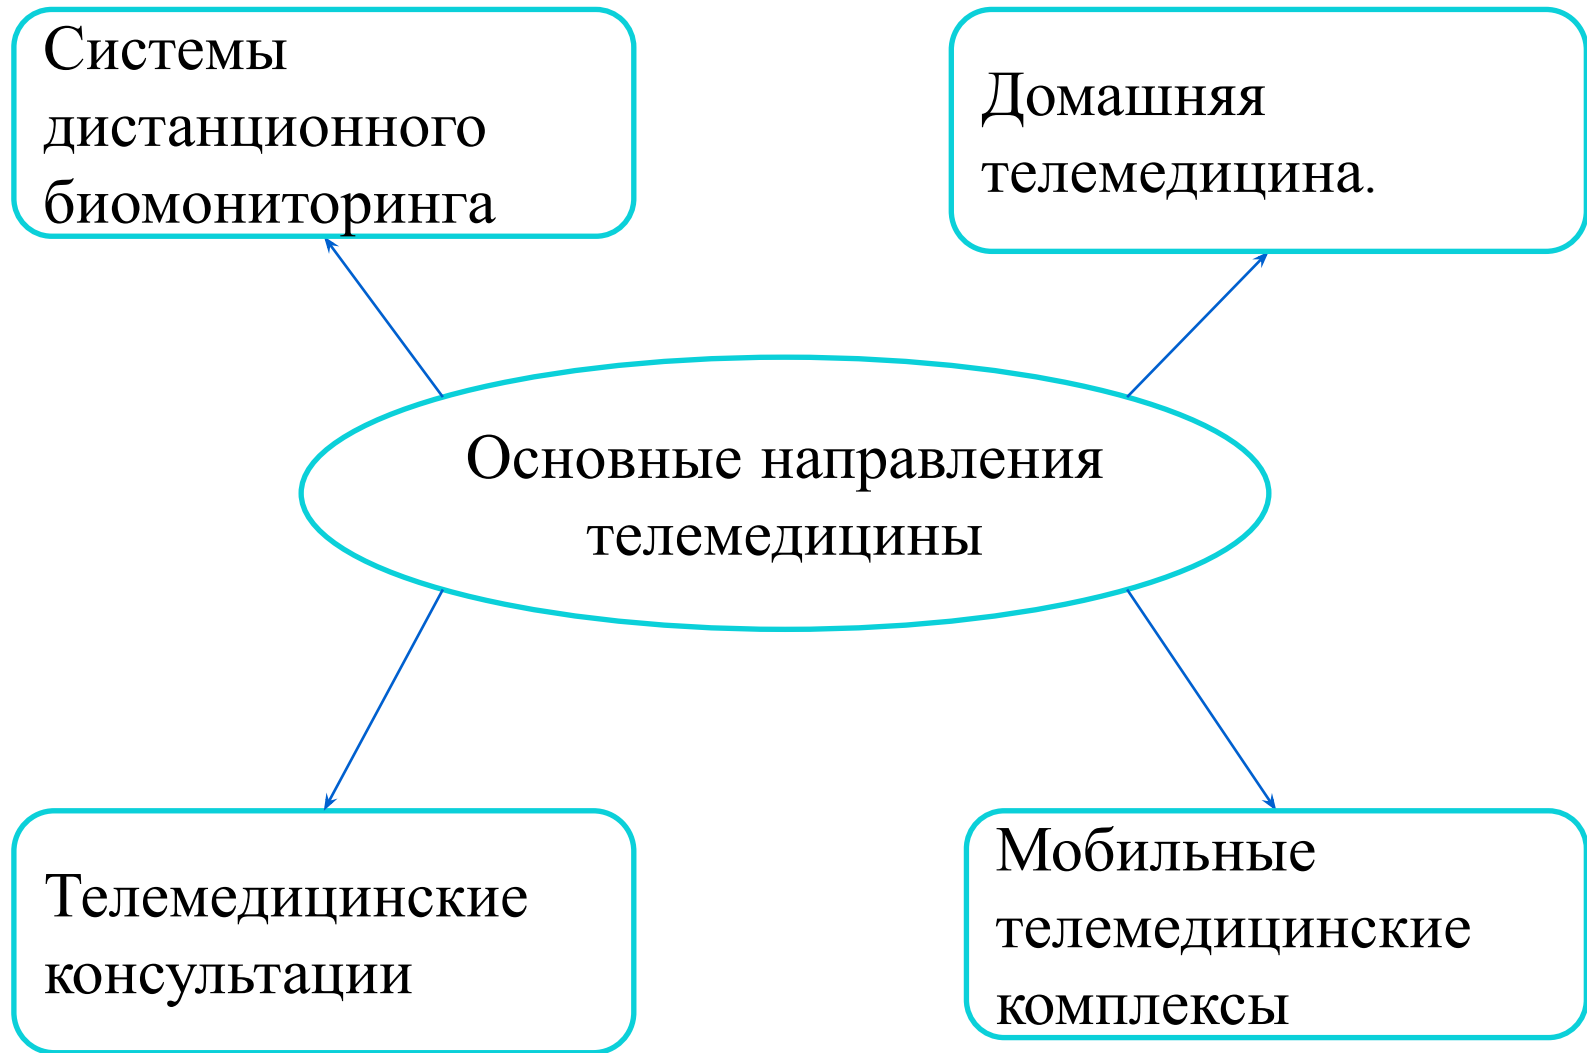 Системы
дистанционного
биомониторинга
Домашняя
телемедицина.
Основные направления
телемедицины
Телемедицинские
консультации
Мобильные
телемедицинские
комплексы